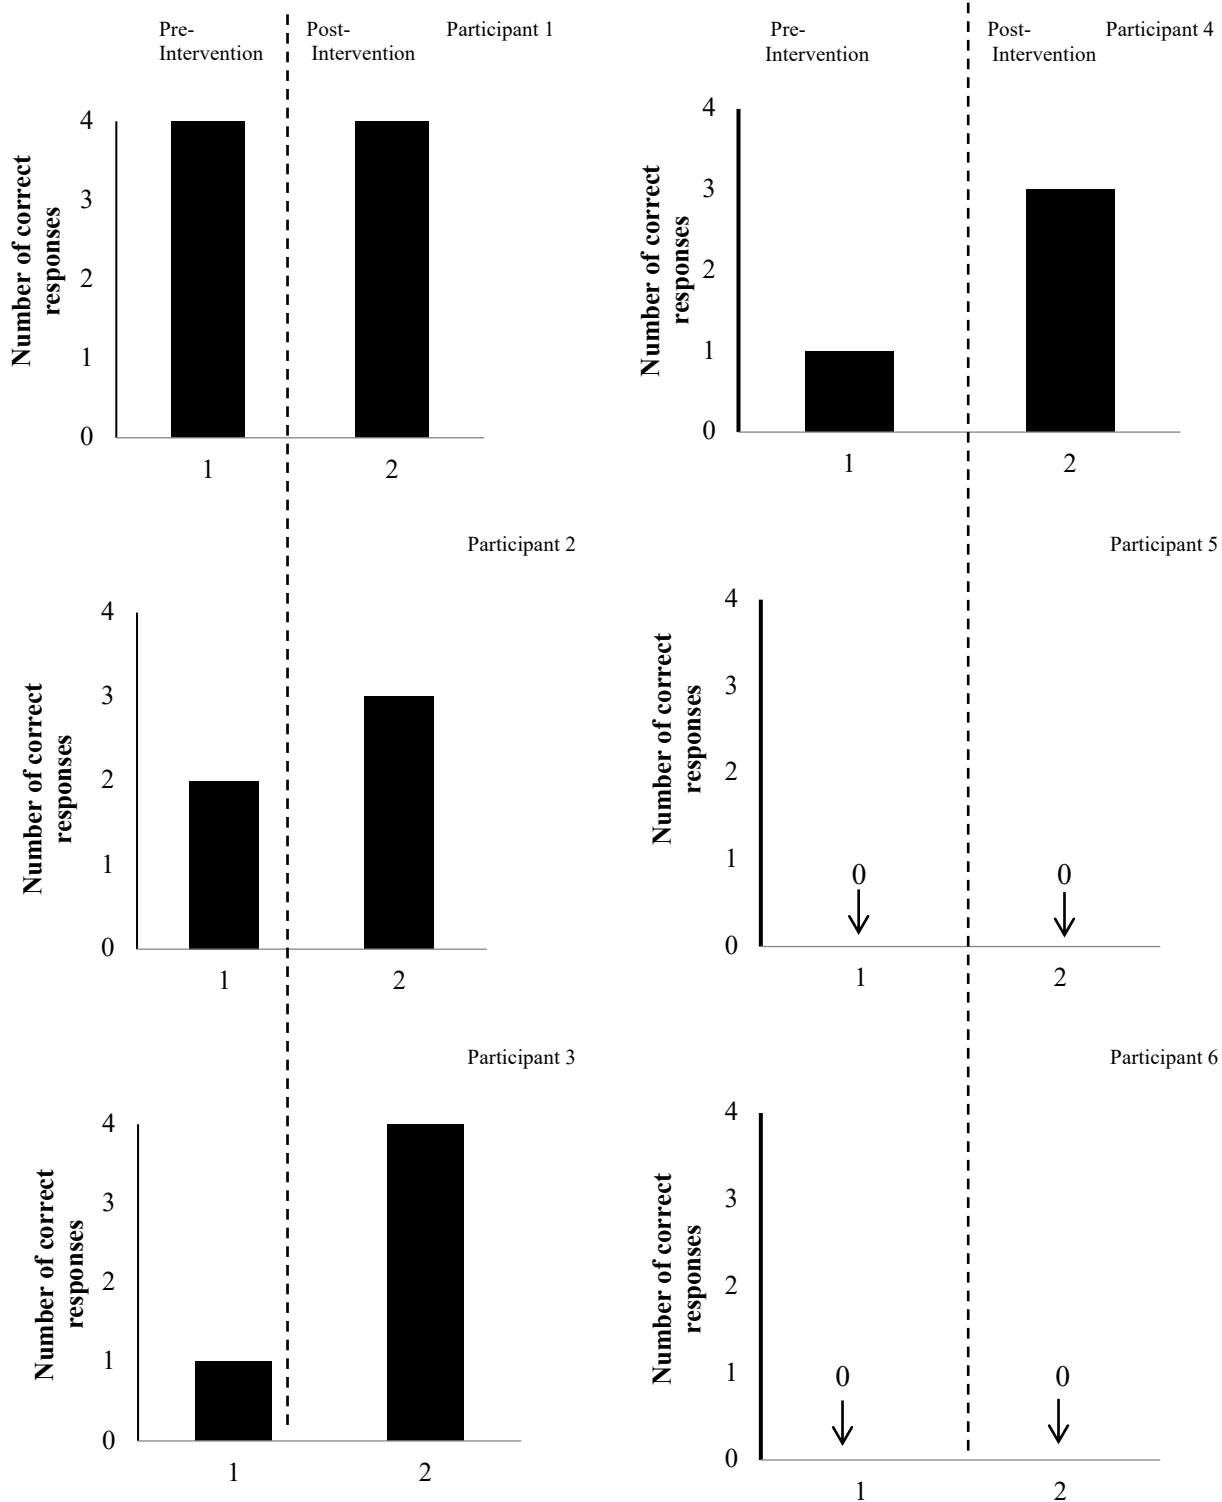 Pre-
Intervention
Post-
Intervention
Participant 1
Number of correct
responses
4
3
2
1
0
1
2
Participant 2
Number of correct
responses
4
3
2
1
0
1
2
Participant 3
Number of correct
responses
4
3
2
1
0
1
2
Pre-
Intervention
Post-
Intervention
Participant 4
Number of correct
responses
4
3
2
1
0
1
2
Participant 5
Number of correct
responses
4
3
2
1
0
0
0
1
2
Participant 6
Number of correct
responses
4
3
2
1
0
0
0
1
2